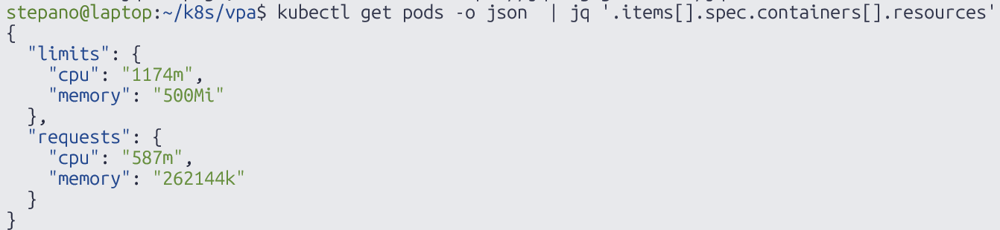 stepano@laptop:~/k8s/vpa$ kubectl get pods -o json  | jq '.items[].spec.containers[].resources'
{
  "limits": {
    "cpu": "1174m",
    "memory": "500Mi"
  },
  "requests": {
    "cpu": "587m",
    "memory": "262144k"
  }
}